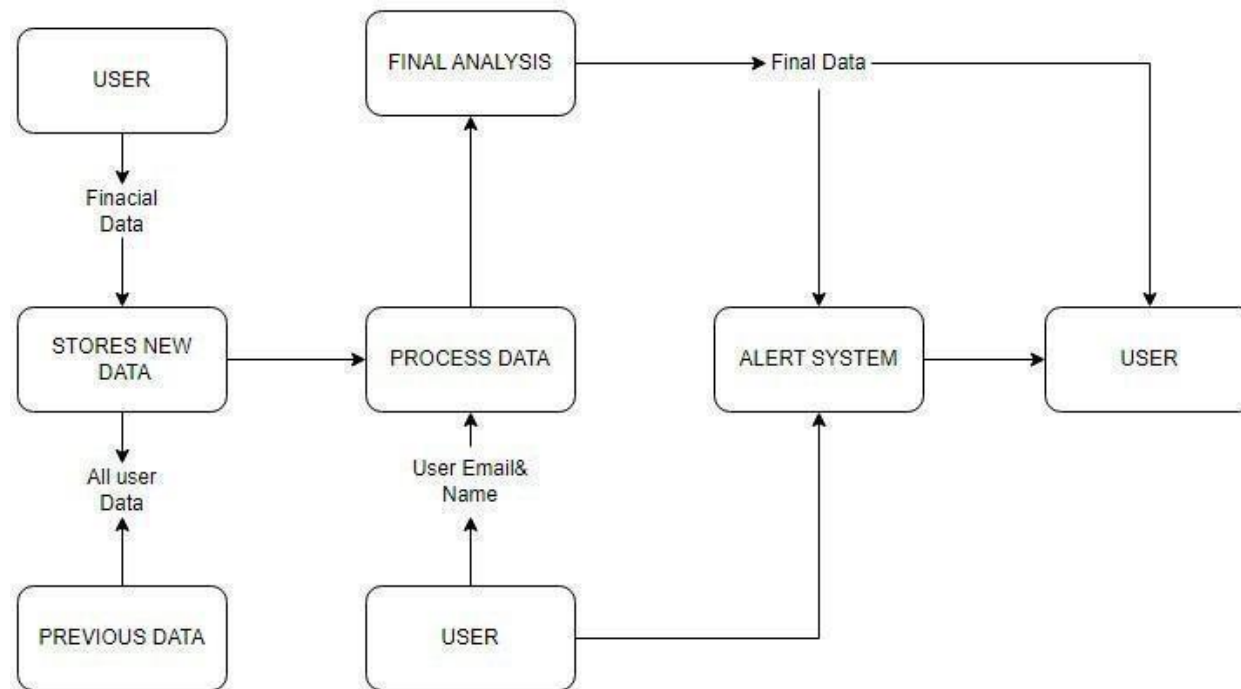 USER
FINAL ANALYSIS
Final Data
Finacial
Data
STORES NEW
DATA
PROCESS DATA
ALERT SYSTEM
USER
All user
Data
User Email&
Name
PREVIOUS DATA
USER